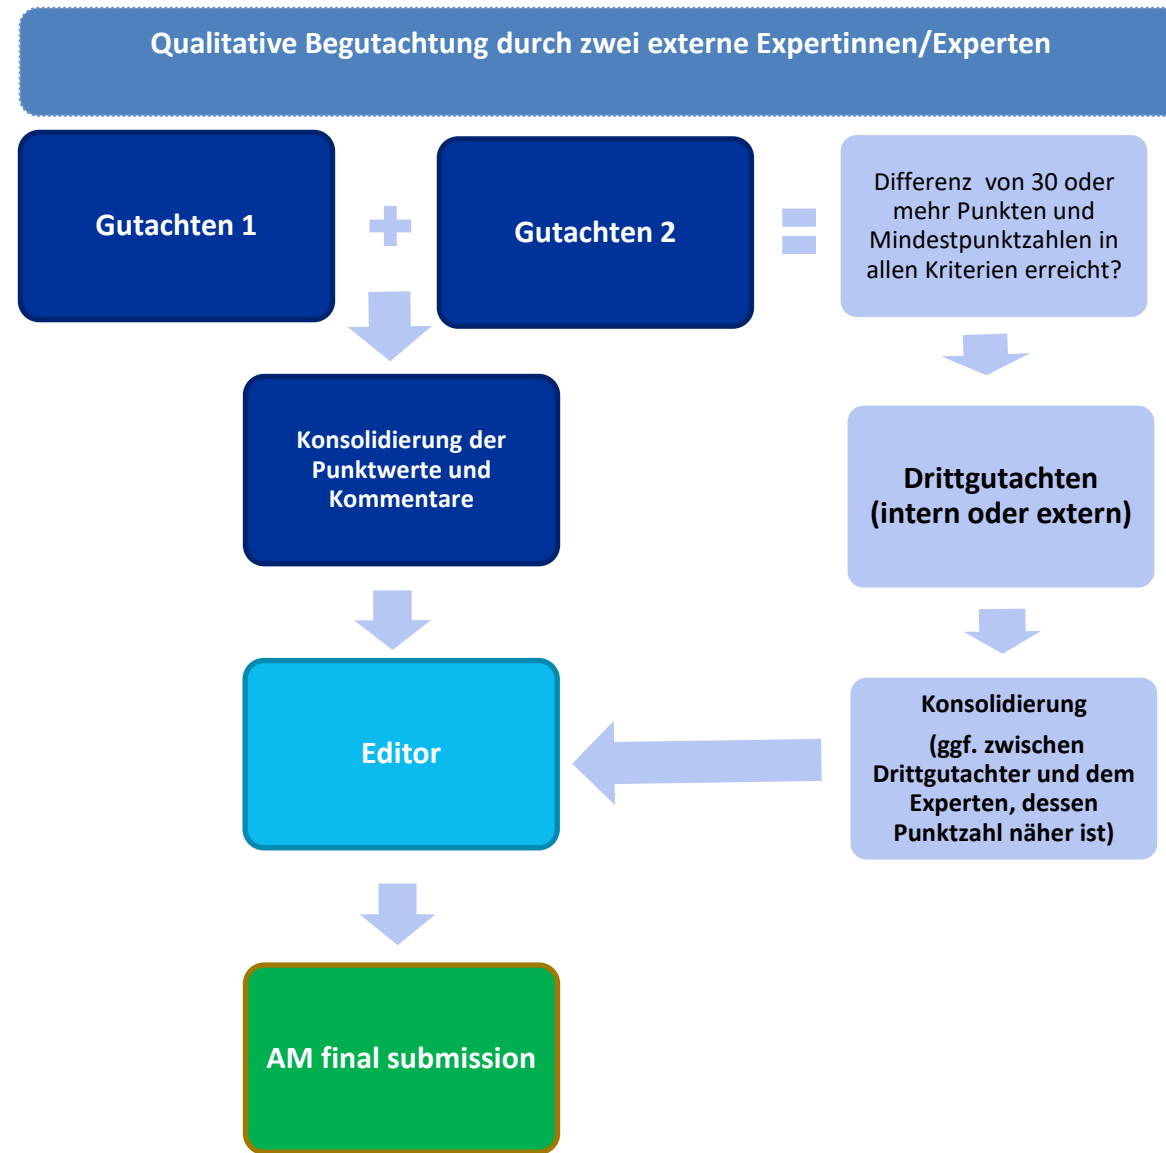 Qualitative Begutachtung durch zwei externe Expertinnen/Experten
Gutachten 1
Gutachten 2
Differenz  von 30 oder
mehr Punkten und
Mindestpunktzahlen in
allen Kriterien erreicht?
Konsolidierung der
Punktwerte und
Kommentare
Drittgutachten
(intern oder extern)
Editor
Konsolidierung
(ggf. zwischen
Drittgutachter und dem
Experten, dessen
Punktzahl näher ist)
AM final submission